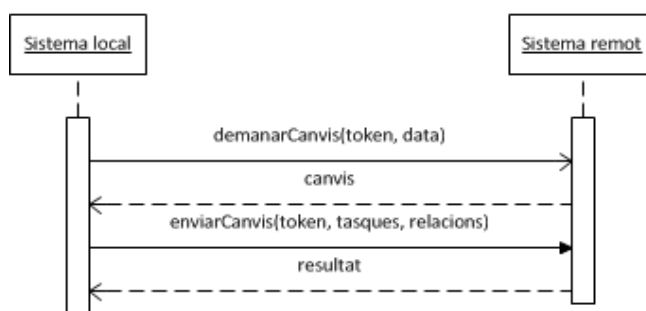 Sistema local
Sistema remot
demanarCanvis(token, data)
canvis
enviarCanvis(token, tasques, relacions)
resultat